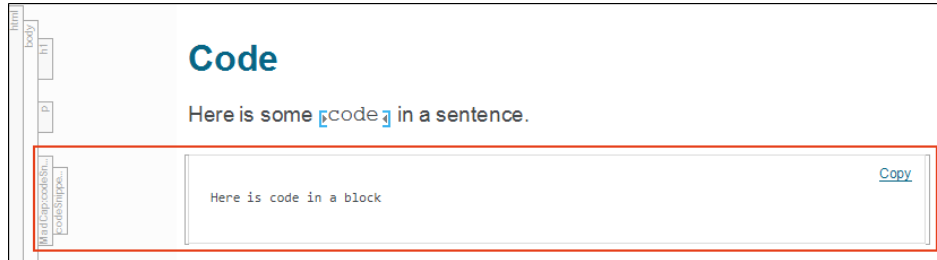 html
body
h1
Code
p
Here is some code in a sentence.
MadCap:codeSn...
codeSnippe...
Copy
Here is code in a block